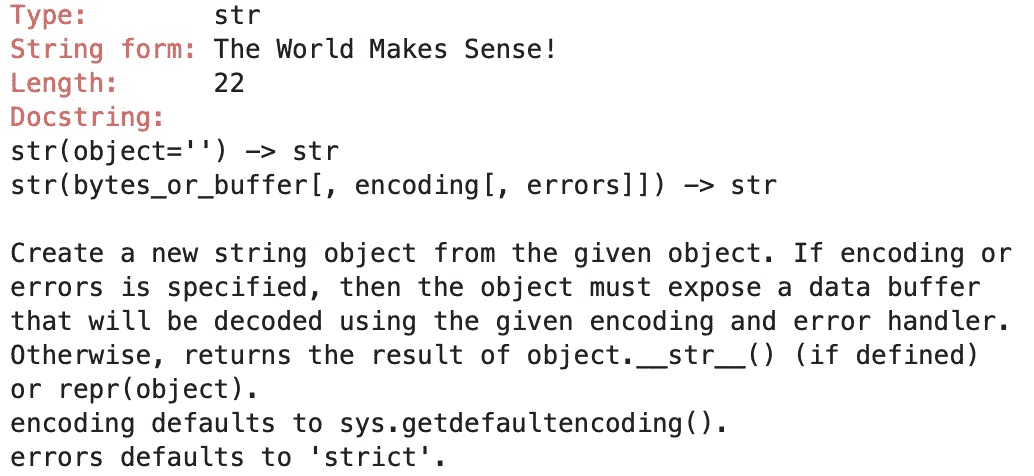 Type:        str
String form: The World Makes Sense!
Length:      22
Docstring:
str(object='') -> str
str(bytes_or_buffer[, encoding[, errors]]) -> str

Create a new string object from the given object. If encoding or
errors is specified, then the object must expose a data buffer
that will be decoded using the given encoding and error handler.
Otherwise, returns the result of object.__str__() (if defined)
or repr(object).
encoding defaults to sys.getdefaultencoding().
errors defaults to 'strict'.